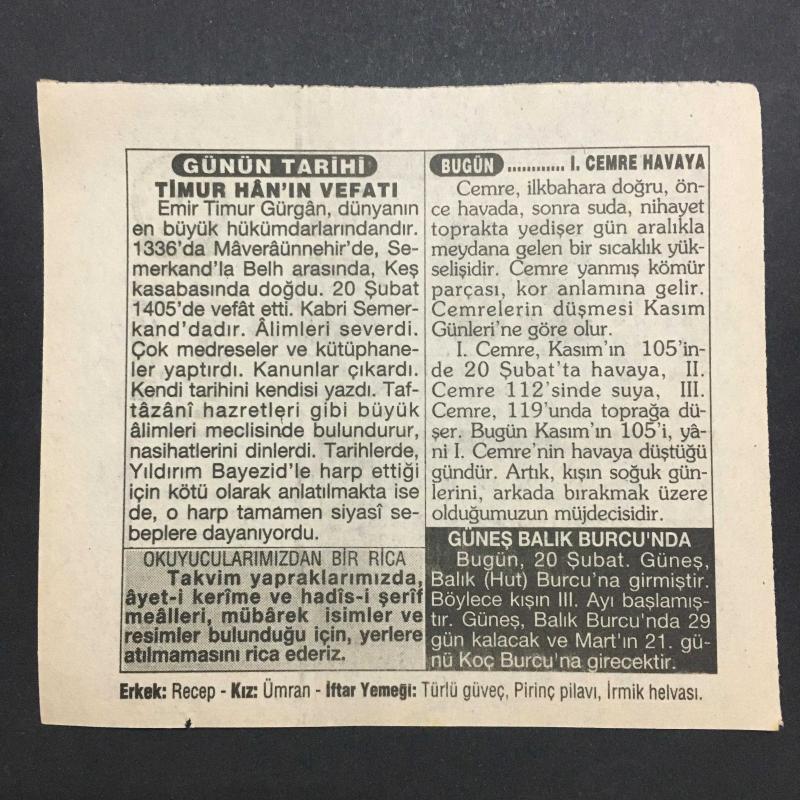 GÜNÜN TARİHİ
TİMUR HÂN'IN VEFATI
Emir Timur Gürgân, dünyanın
en büyük hükümdarlarındandır.
1336'da Mâverâünnehir'de, Se-
merkand'la Belh arasında, Keş
kasabasında doğdu. 20 Şubat
1405'de vefât etti. Kabri Semer-
kand'dadır. Âlimleri severdi.
Çok medreseler ve kütüphane-
ler yaptırdı. Kanunlar çıkardı.
Kendi tarihini kendisi yazdı. Taf-
tâzânî hazretleri gibi büyük
âlimleri meclisinde bulundurur,
nasihatlerini dinlerdi. Tarihlerde,
Yıldırım Bayezid'le harp ettiği
için kötü olarak anlatılmakta ise
de, o harp tamamen siyasî se-
beplere dayanıyordu.
OKUYUCULARIMIZDAN BİR RİCA
Takvim yapraklarımızda,
âyet-i kerîme ve hadîs-i şerîf
meâlleri, mübârek isimler ve
resimler bulunduğu için, yerlere
atılmamasını rica ederiz.
BUGÜN ............ I. CEMRE HAVAYA
Cemre, ilkbahara doğru, ön-
ce havada, sonra suda, nihayet
toprakta yedişer gün aralıkla
meydana gelen bir sıcaklık yük-
selişidir. Cemre yanmış kömür
parçası, kor anlamına gelir.
Cemrelerin düşmesi Kasım
Günleri'ne göre olur.
I. Cemre, Kasım'ın 105'in-
de 20 Şubat'ta havaya, II.
Cemre 112'sinde suya, III.
Cemre, 119'unda toprağa dü-
şer. Bugün Kasım'ın 105'i, yâ-
ni I. Cemre'nin havaya düştüğü
gündür. Artık, kışın soğuk gün-
lerini, arkada bırakmak üzere
olduğumuzun müjdecisidir.
GÜNEŞ BALIK BURCU'NDA
Bugün, 20 Şubat. Güneş,
Balık (Hut) Burcu'na girmiştir.
Böylece kışın III. Ayı başlamış-
tır. Güneş, Balık Burcu'nda 29
gün kalacak ve Mart'ın 21. gü-
nü Koç Burcu'na girecektir.
Erkek: Recep - Kız: Ümran - İftar Yemeği: Türlü güveç, Pirinç pilavı, İrmik helvası.